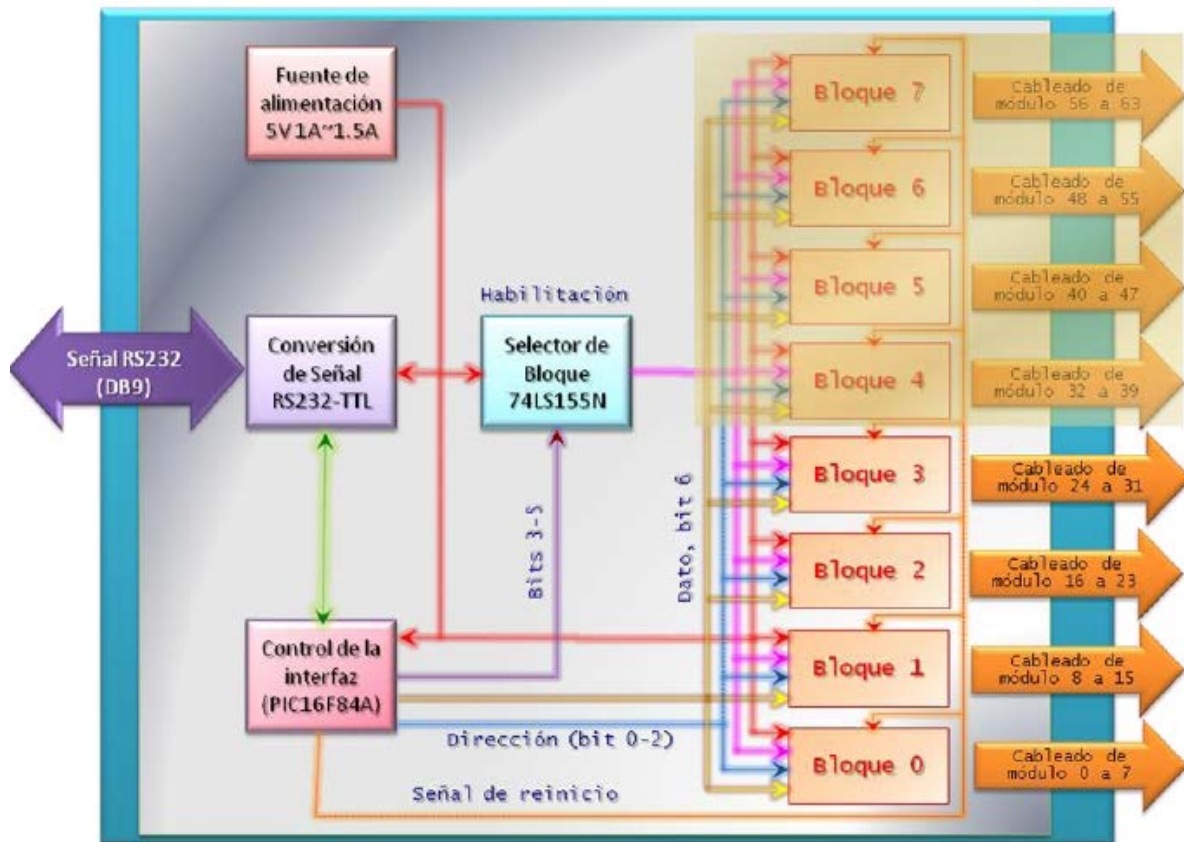 Fuente de
alimentación
5V 1A~1.5A
Señal RS232
(DB9)
Conversión
de Señal
RS232-TTL
Habilitación
Selector de
Bloque
74LS155N
Control de la
interfaz
(PIC16F84A)
Bits 3-5
Dato, bit 6
Dirección (bit 0-2)
Señal de reinicio
Bloque 7
Cableado de
módulo 56 a 63
Bloque 6
Cableado de
módulo 48 a 55
Bloque 5
Cableado de
módulo 40 a 47
Bloque 4
Cableado de
módulo 32 a 39
Bloque 3
Cableado de
módulo 24 a 31
Bloque 2
Cableado de
módulo 16 a 23
Bloque 1
Cableado de
módulo 8 a 15
Bloque 0
Cableado de
módulo 0 a 7